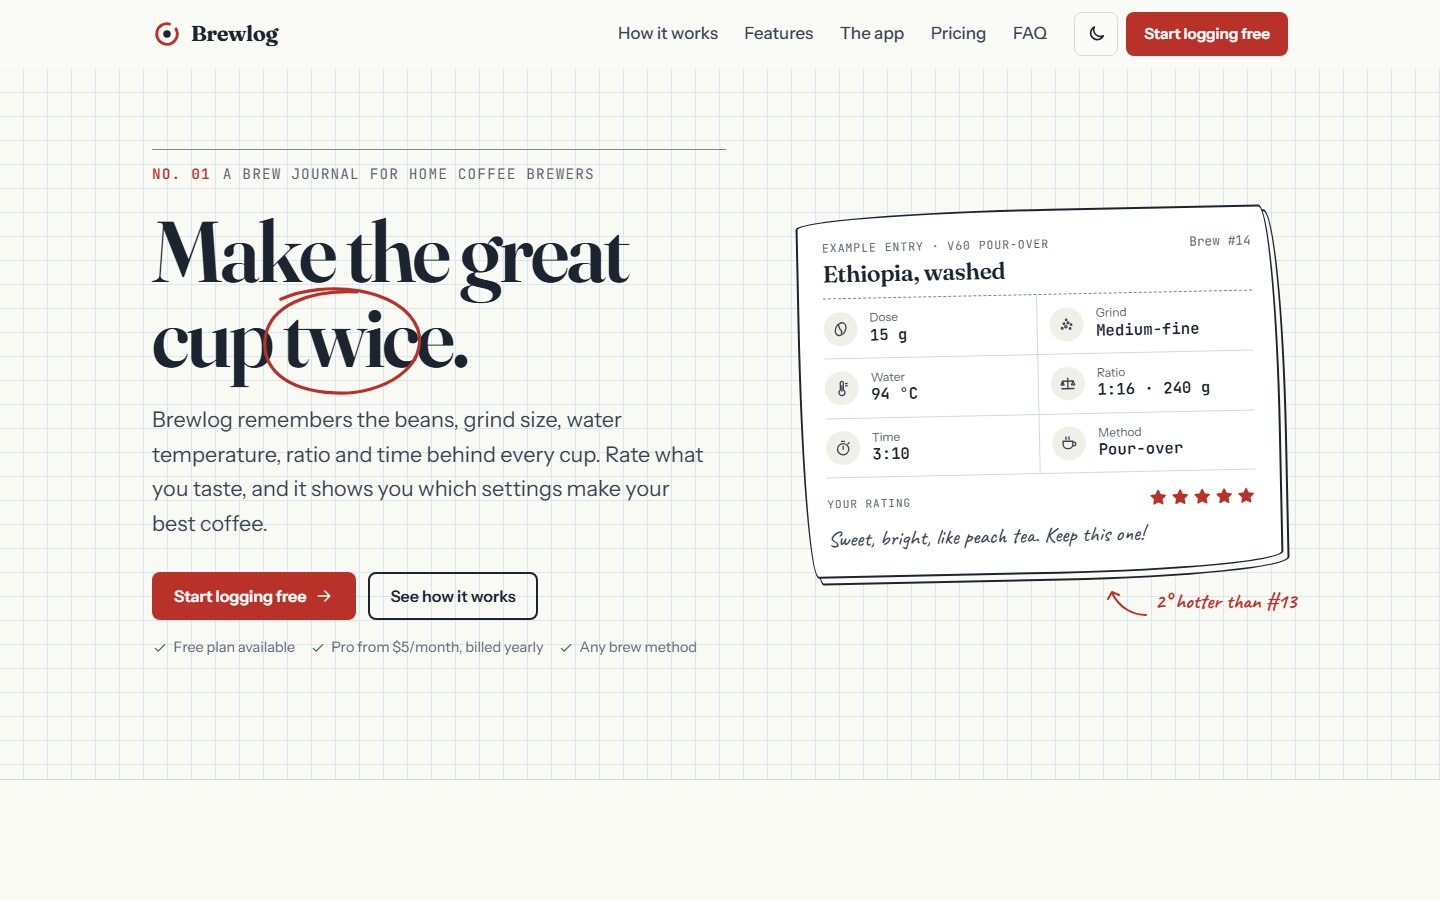 Brewlog
How it works
Features
The app
Pricing
FAQ
Start logging free
NO. 01 A BREW JOURNAL FOR HOME COFFEE BREWERS
Make the great
cup twice.
Brewlog remembers the beans, grind size, water
temperature, ratio and time behind every cup. Rate what
you taste, and it shows you which settings make your
best coffee.
Start logging free
See how it works
Free plan available
Pro from $5/month, billed yearly
Any brew method
EXAMPLE ENTRY · V60 POUR-OVER
Brew #14
Ethiopia, washed
Dose
15 g
Grind
Medium-fine
Water
94 °C
Ratio
1:16 · 240 g
Time
3:10
Method
Pour-over
YOUR RATING
Sweet, bright, like peach tea. Keep this one!
2° hotter than #13